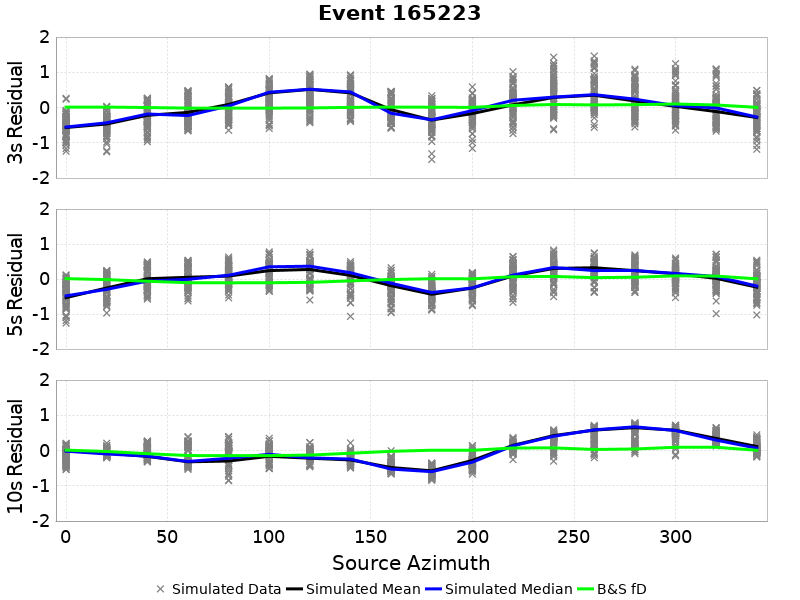 Event 165223
3s Residual
2
1
0
-1
-2
5s Residual
2
1
0
-1
-2
10s Residual
2
1
0
-1
-2
0 50 100 150 200 250 300
Source Azimuth
Simulated Data Simulated Mean Simulated Median B&S fD